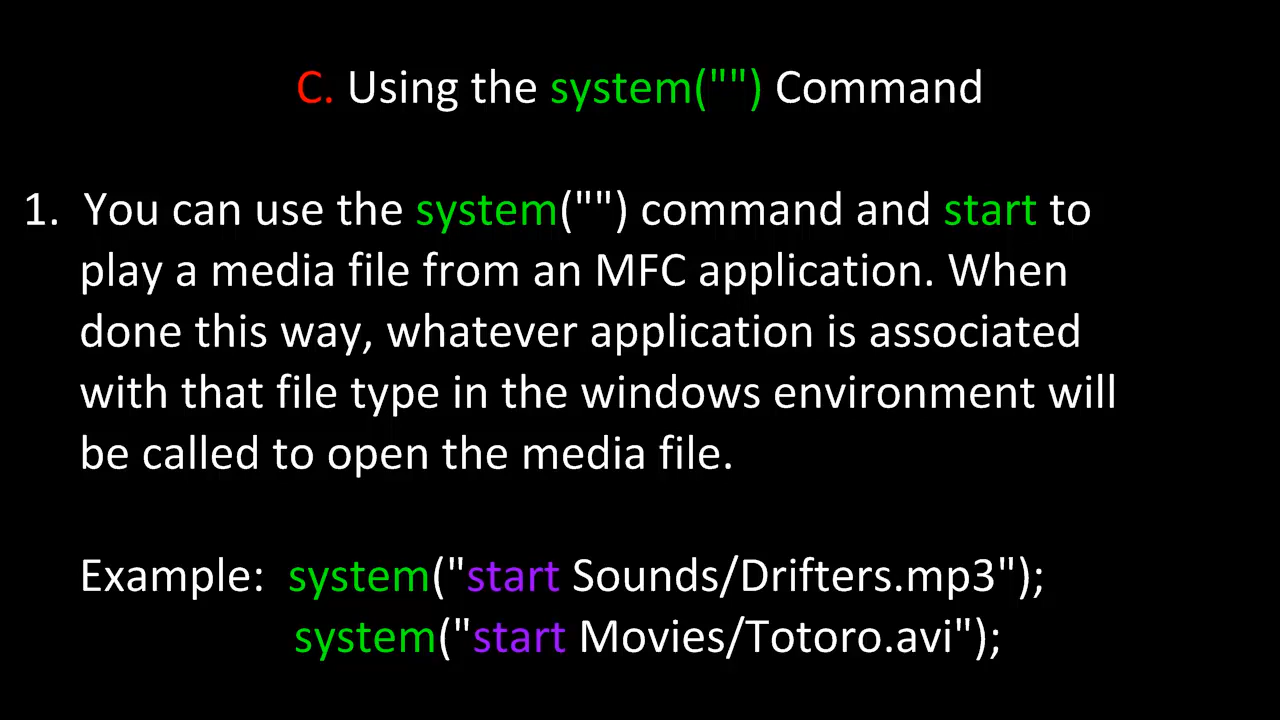 C. Using the system("") Command
1. You can use the system("") command and start to
play a media file from an MFC application. When
done this way, whatever application is associated
with that file type in the windows environment will
be called to open the media file.
Example: system("start Sounds/Drifters.mp3");
system("start Movies/Totoro.avi");